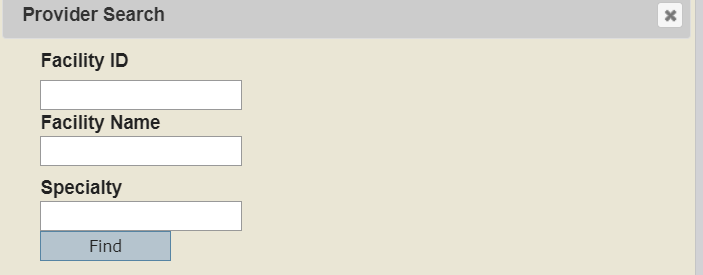 Provider Search
Facility ID
Facility Name
Specialty
Find